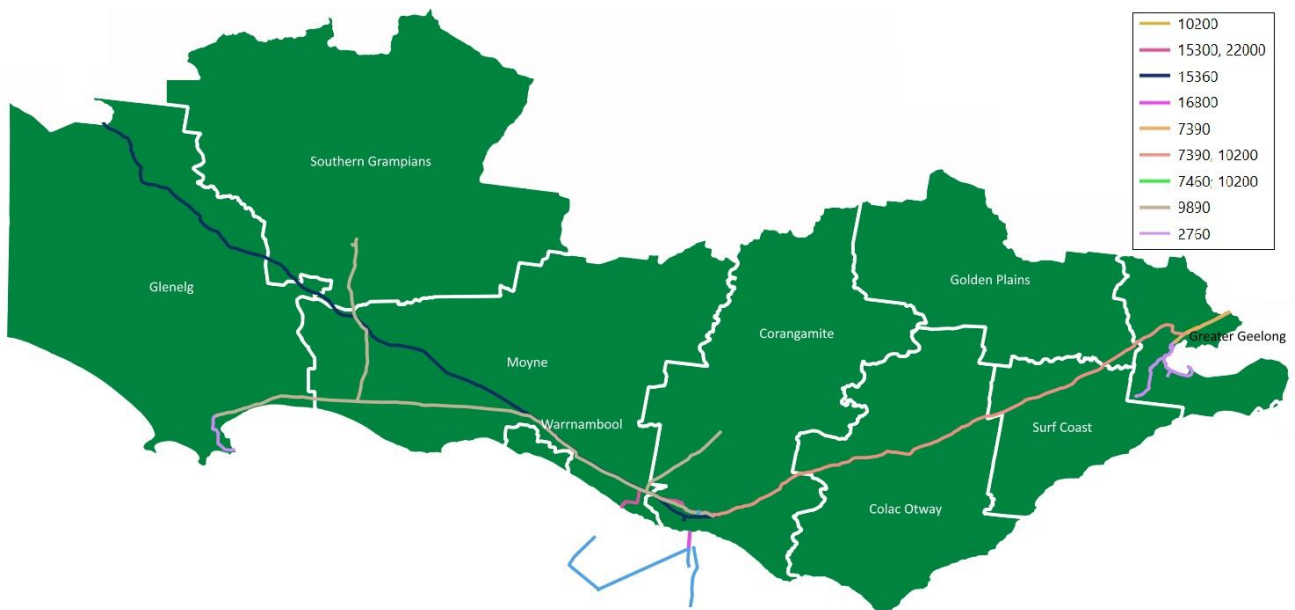 10200
15300, 22000
15360
16800
7390
7390, 10200
7460, 10200
9890
2760
Southern Grampians
Glenelg
Golden Plains
Corangamite
Greater Geelong
Moyne
Warrnambool
Surf Coast
Colac Otway